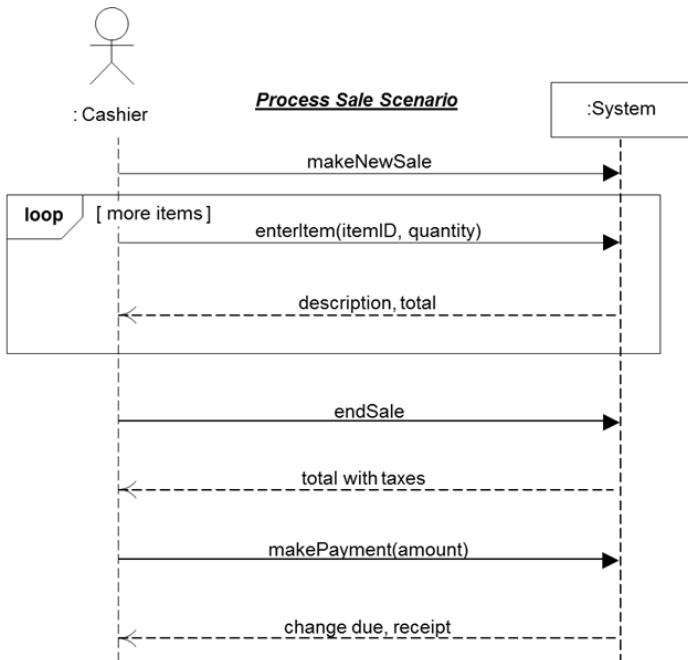 Process Sale Scenario
: Cashier
:System
makeNewSale
loop
[ more items ]
enterItem(itemID, quantity)
description, total
endSale
total with taxes
makePayment(amount)
change due, receipt